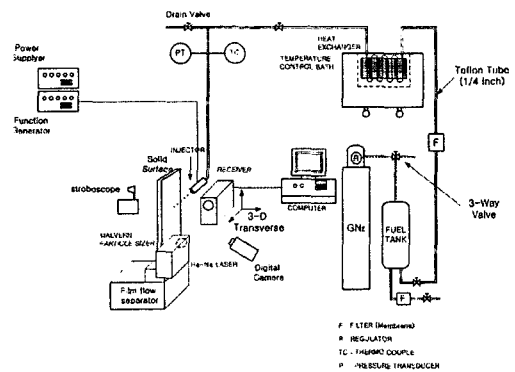 Drain Valve
Power
Supplyer
Function
Generator
PT
TC
HEAT
EXCHANGER
TEMPERATURE
CONTROL BATH
Teflon Tube
(1/4 inch)
F
INJECTOR
Solid
Surface
RECEIVER
stroboscope
COMPUTER
3-D
Transverse
MALVERN
PARTICLE SIZER
He-Ne LASER
Digital
Camera
Film flow
separator
R
GN2
FUEL
TANK
3-Way
Valve
F
F FILTER (Membrane)
R REGULATOR
TC - THERMO COUPLE
P PRESSURE TRANSDUCER